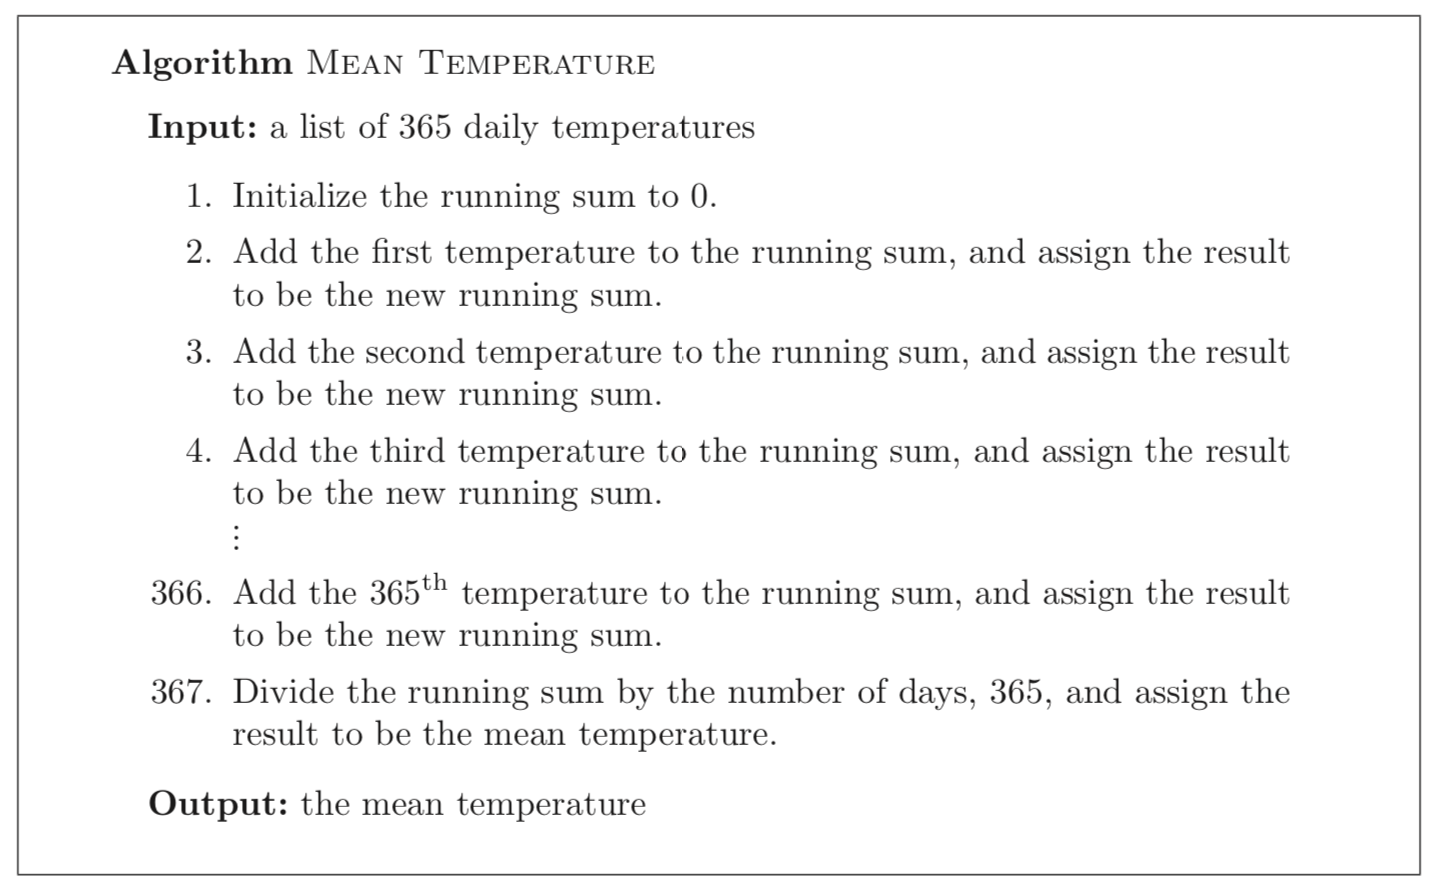 Algorithm MEAN TEMPERATURE
Input: a list of 365 daily temperatures
1. Initialize the running sum to 0.
2. Add the first temperature to the running sum, and assign the result
to be the new running sum.
3. Add the second temperature to the running sum, and assign the result
to be the new running sum.
4. Add the third temperature to the running sum, and assign the result
to be the new running sum.
⋮
366. Add the 365th temperature to the running sum, and assign the result
to be the new running sum.
367. Divide the running sum by the number of days, 365, and assign the
result to be the mean temperature.
Output: the mean temperature